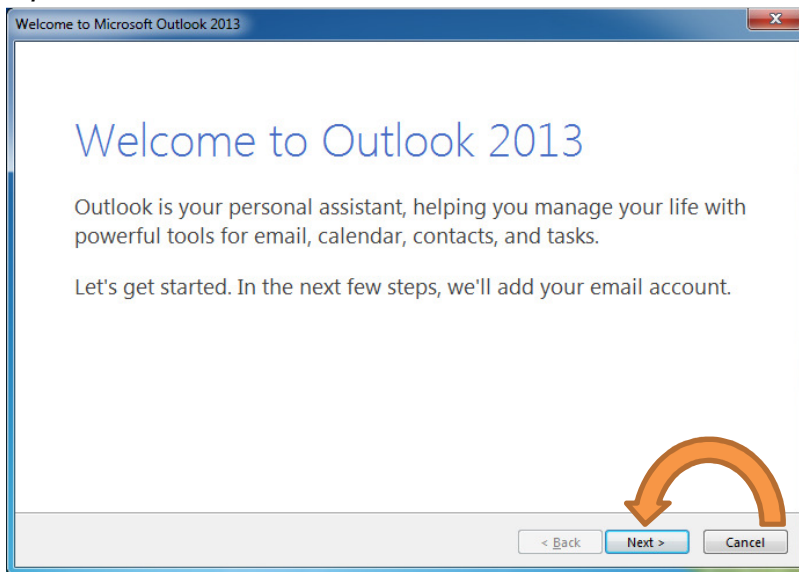 Welcome to Microsoft Outlook 2013
Welcome to Outlook 2013
Outlook is your personal assistant, helping you manage your life with
powerful tools for email, calendar, contacts, and tasks.
Let's get started. In the next few steps, we'll add your email account.
< Back Next > Cancel